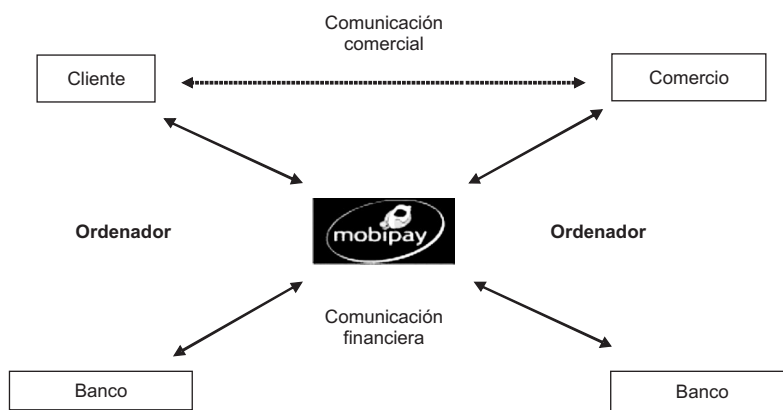 Comunicación
comercial
Cliente
Comercio
Ordenador
mobipay
Ordenador
Comunicación
financiera
Banco
Banco